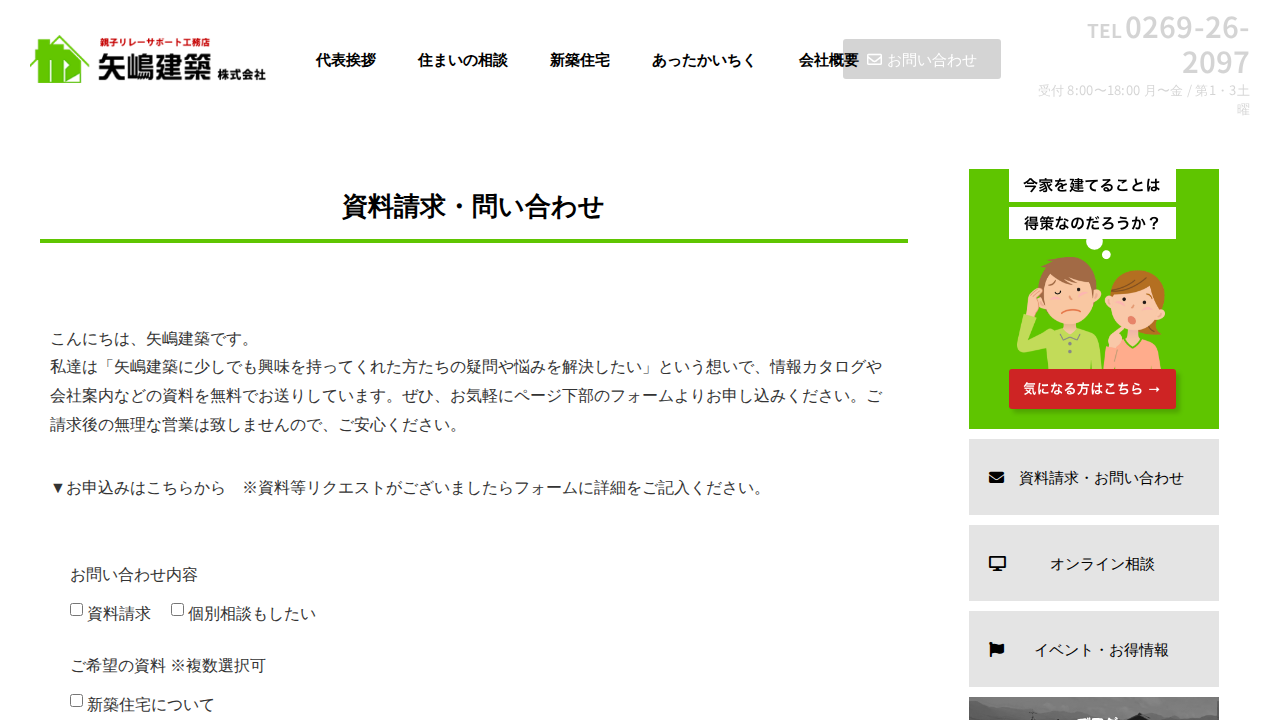 親子リレーサポート工務店
矢嶋建築 株式会社
代表挨拶
住まいの相談
新築住宅
あったかいちく
会社概要
お問い合わせ
TEL 0269-26-
2097
受付 8:00〜18:00 月〜金 / 第1・3土
曜
資料請求・問い合わせ
こんにちは、矢嶋建築です。
私達は「矢嶋建築に少しでも興味を持ってくれた方たちの疑問や悩みを解決したい」という想いで、情報カタログや
会社案内などの資料を無料でお送りしています。ぜひ、お気軽にページ下部のフォームよりお申し込みください。ご
請求後の無理な営業は致しませんので、ご安心ください。
▼お申込みはこちらから　※資料等リクエストがございましたらフォームに詳細をご記入ください。
お問い合わせ内容
資料請求
個別相談もしたい
ご希望の資料 ※複数選択可
新築住宅について
今家を建てることは
得策なのだろうか？
気になる方はこちら →
資料請求・お問い合わせ
オンライン相談
イベント・お得情報